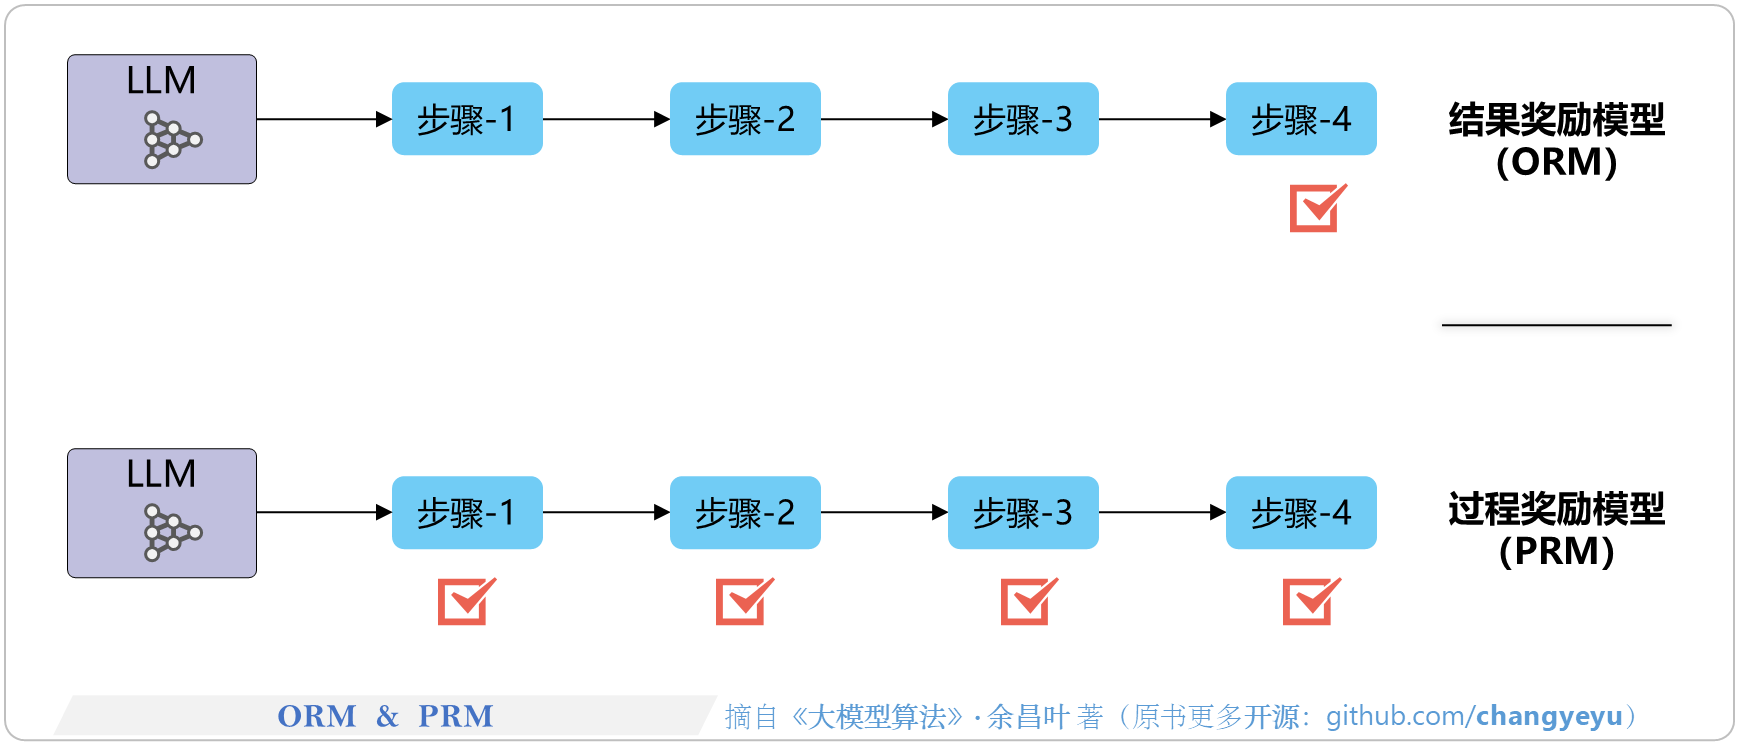 LLM
步骤-1
步骤-2
步骤-3
步骤-4
结果奖励模型
(ORM)
LLM
步骤-1
步骤-2
步骤-3
步骤-4
过程奖励模型
(PRM)
ORM & PRM
摘自《大模型算法》· 余昌叶 著（原书更多开源：github.com/changyeyu）